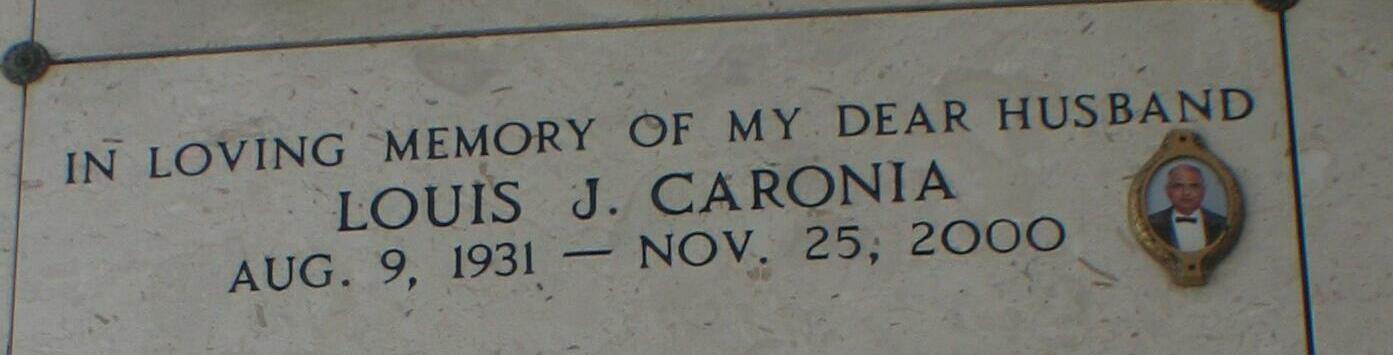 IN LOVING MEMORY OF MY DEAR HUSBAND
LOUIS J. CARONIA
AUG. 9, 1931 — NOV. 25, 2000